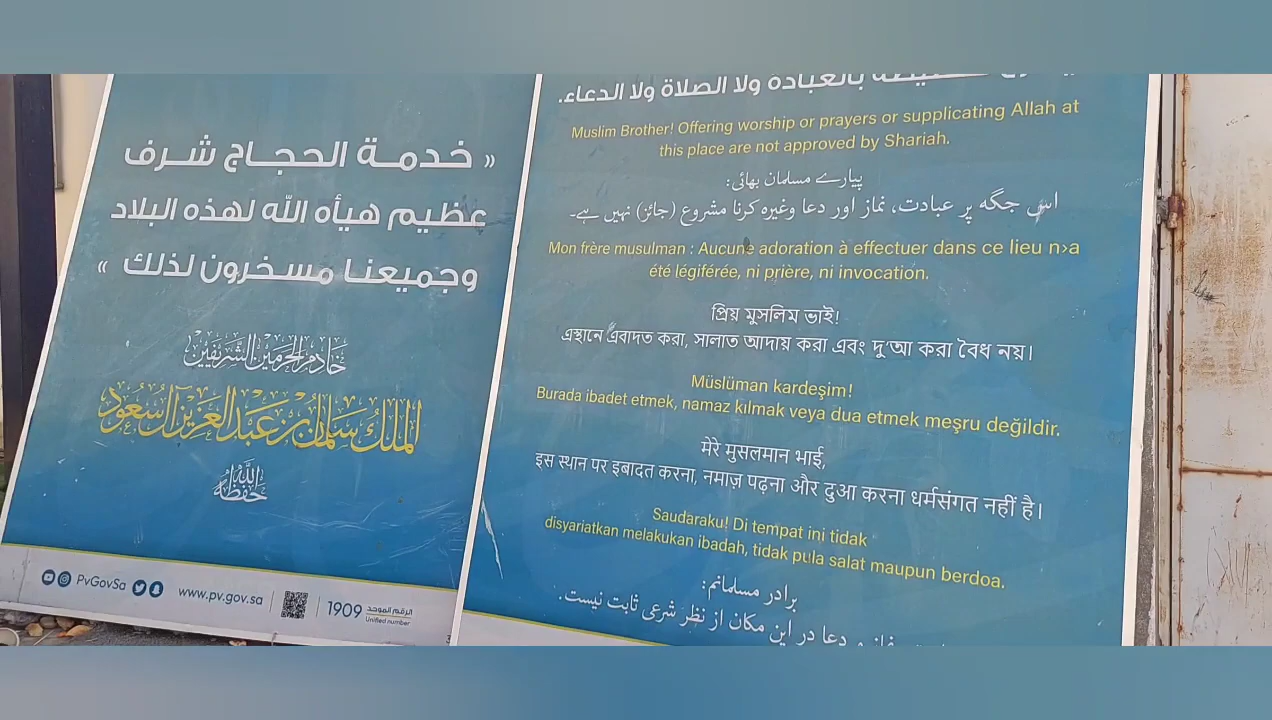 « خدمة الحجاج شرف
عظيم هيأه الله لهذه البلاد
وجميعنا مسخرون لذلك »
خادم الحرمين الشريفين
الملك سلمان بن عبدالعزيز آل سعود
حفظه الله
PvGovSa
www.pv.gov.sa
1909
الرقم الموحد
Unified number
بالعبادة ولا الصلاة ولا الدعاء.
Muslim Brother! Offering worship or prayers or supplicating Allah at
this place are not approved by Shariah.
پیارے مسلمان بھائی:
اس جگہ پر عبادت، نماز اور دعا وغیرہ کرنا مشروع (جائز) نہیں ہے۔
Mon frère musulman : Aucune adoration à effectuer dans ce lieu n›a
été légiférée, ni prière, ni invocation.
প্রিয় মুসলিম ভাই!
এস্থানে এবাদত করা, সালাত আদায় করা এবং দু'আ করা বৈধ নয়।
Müslüman kardeşim!
Burada ibadet etmek, namaz kılmak veya dua etmek meşru değildir.
मेरे मुसलमान भाई,
इस स्थान पर इबादत करना, नमाज़ पढ़ना और दुआ करना धर्मसंगत नहीं है।
Saudaraku! Di tempat ini tidak
disyariatkan melakukan ibadah, tidak pula salat maupun berdoa.
برادر مسلمانم:
و دعا در این مکان از نظر شرعی ثابت نیست.